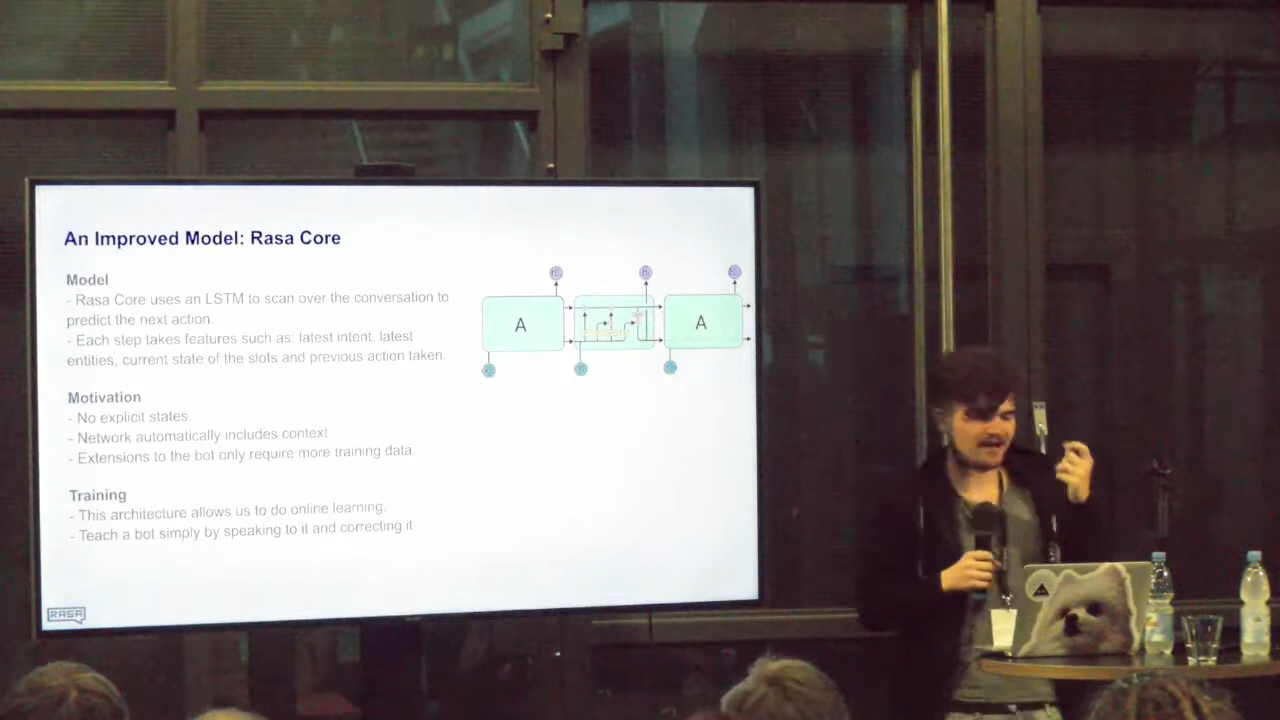 An Improved Model: Rasa Core
Model
- Rasa Core uses an LSTM to scan over the conversation to
predict the next action.
- Each step takes features such as: latest intent, latest
entities, current state of the slots and previous action taken.
Motivation
- No explicit states.
- Network automatically includes context
- Extensions to the bot only require more training data.
Training
- This architecture allows us to do online learning.
- Teach a bot simply by speaking to it and correcting it
A
A
RASA